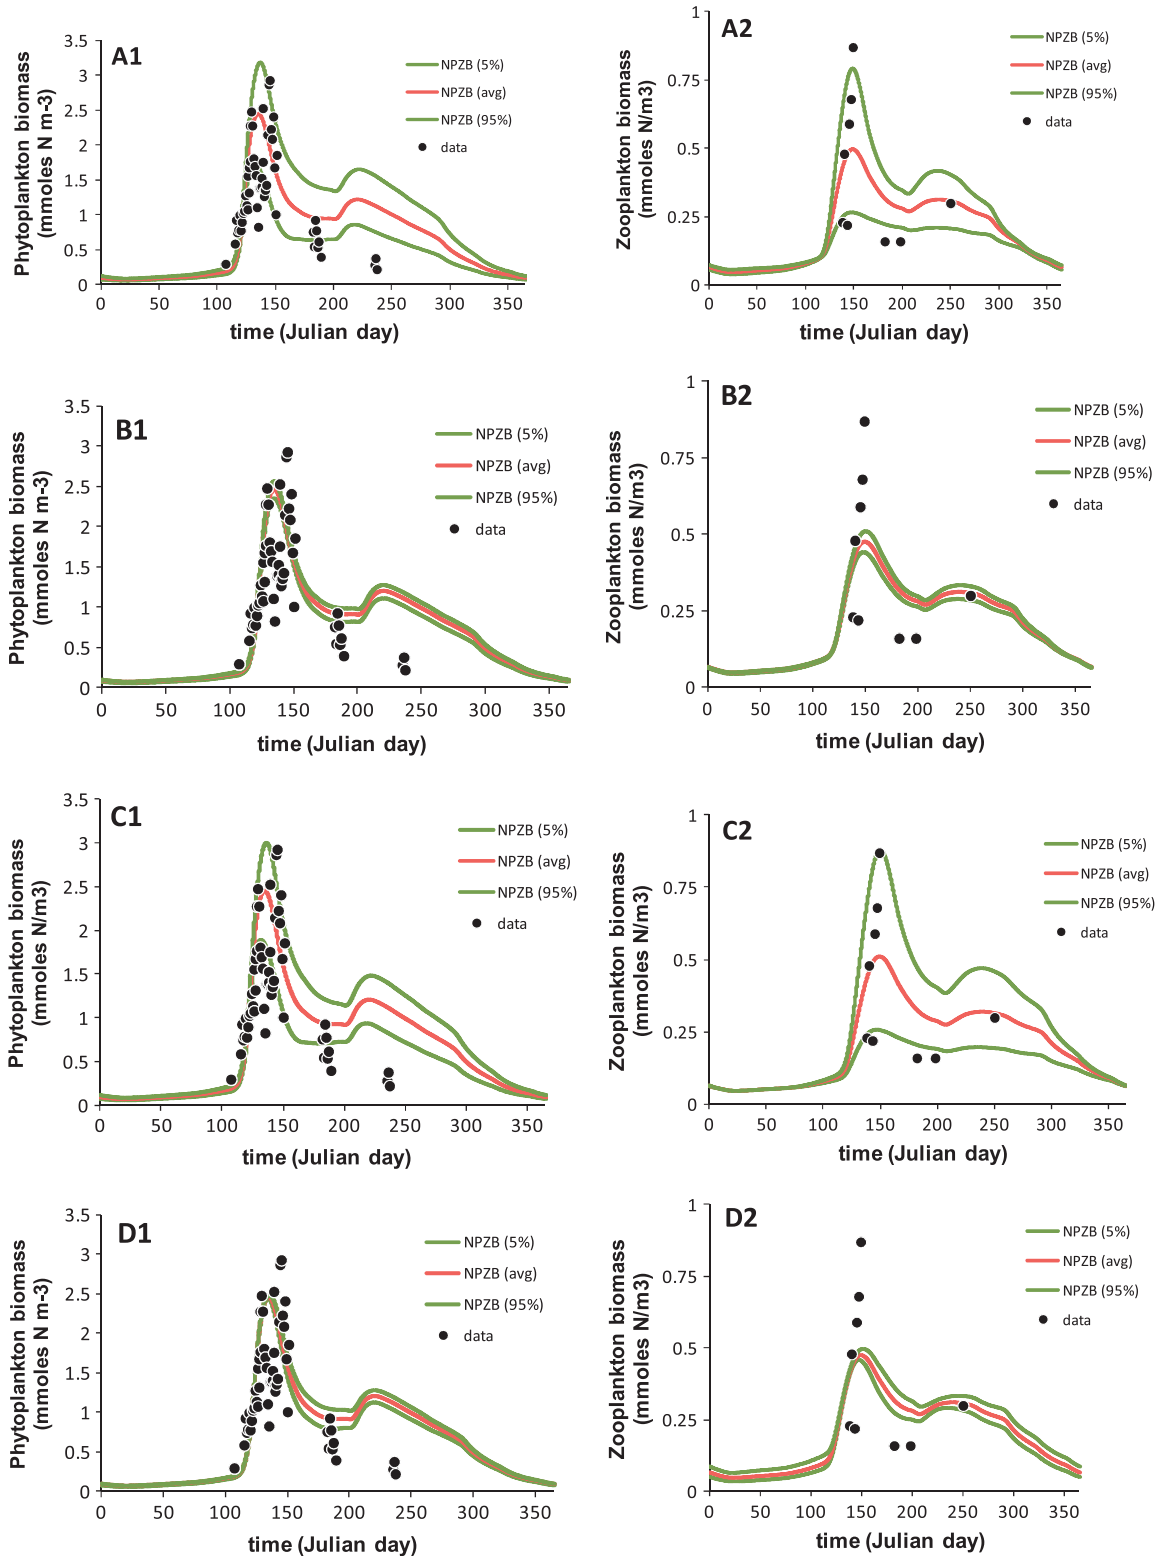 A1
Phytoplankton biomass
(mmoles N m-3)
3.5
3
2.5
2
1.5
1
0.5
0
0 50 100 150 200 250 300 350
time (Julian day)
NPZB (5%)
NPZB (avg)
NPZB (95%)
data
A2
Zooplankton biomass
(mmoles N/m3)
1
0.75
0.5
0.25
0
0 50 100 150 200 250 300 350
time (Julian day)
NPZB (5%)
NPZB (avg)
NPZB (95%)
data
B1
Phytoplankton biomass
(mmoles N m-3)
3.5
3
2.5
2
1.5
1
0.5
0
0 50 100 150 200 250 300 350
time (Julian day)
NPZB (5%)
NPZB (avg)
NPZB (95%)
data
B2
Zooplankton biomass
(mmoles N/m3)
1
0.75
0.5
0.25
0
0 50 100 150 200 250 300 350
time (Julian day)
NPZB (5%)
NPZB (avg)
NPZB (95%)
data
C1
Phytoplankton biomass
(mmoles N/m3)
3.5
3
2.5
2
1.5
1
0.5
0
0 50 100 150 200 250 300 350
time (Julian day)
NPZB (5%)
NPZB (avg)
NPZB (95%)
data
C2
Zooplankton biomass
(mmoles N/m3)
1
0.75
0.5
0.25
0
0 50 100 150 200 250 300 350
time (Julian day)
NPZB (5%)
NPZB (avg)
NPZB (95%)
data
D1
Phytoplankton biomass
(mmoles N m-3)
3.5
3
2.5
2
1.5
1
0.5
0
0 50 100 150 200 250 300 350
time (Julian day)
NPZB (5%)
NPZB (avg)
NPZB (95%)
data
D2
Zooplankton biomass
(mmoles N/m3)
1
0.75
0.5
0.25
0
0 50 100 150 200 250 300 350
time (Julian day)
NPZB (5%)
NPZB (avg)
NPZB (95%)
data